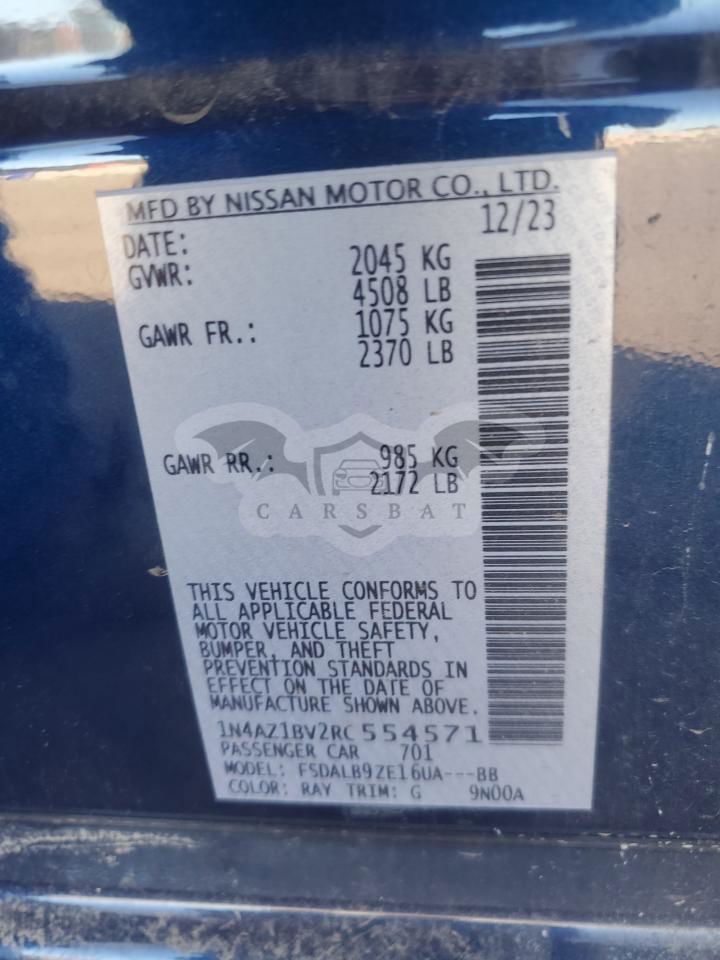 MFD BY NISSAN MOTOR CO., LTD.
DATE: 12/23
GVWR: 2045 KG
4508 LB
GAWR FR.: 1075 KG
2370 LB
GAWR RR.: 985 KG
2172 LB
CARSBAT
THIS VEHICLE CONFORMS TO
ALL APPLICABLE FEDERAL
MOTOR VEHICLE SAFETY,
BUMPER, AND THEFT
PREVENTION STANDARDS IN
EFFECT ON THE DATE OF
MANUFACTURE SHOWN ABOVE.
1N4AZ1BV2RC554571
PASSENGER CAR 701
MODEL: FSDALB9ZE16UA---BB
COLOR: RAY TRIM: G 9N00A